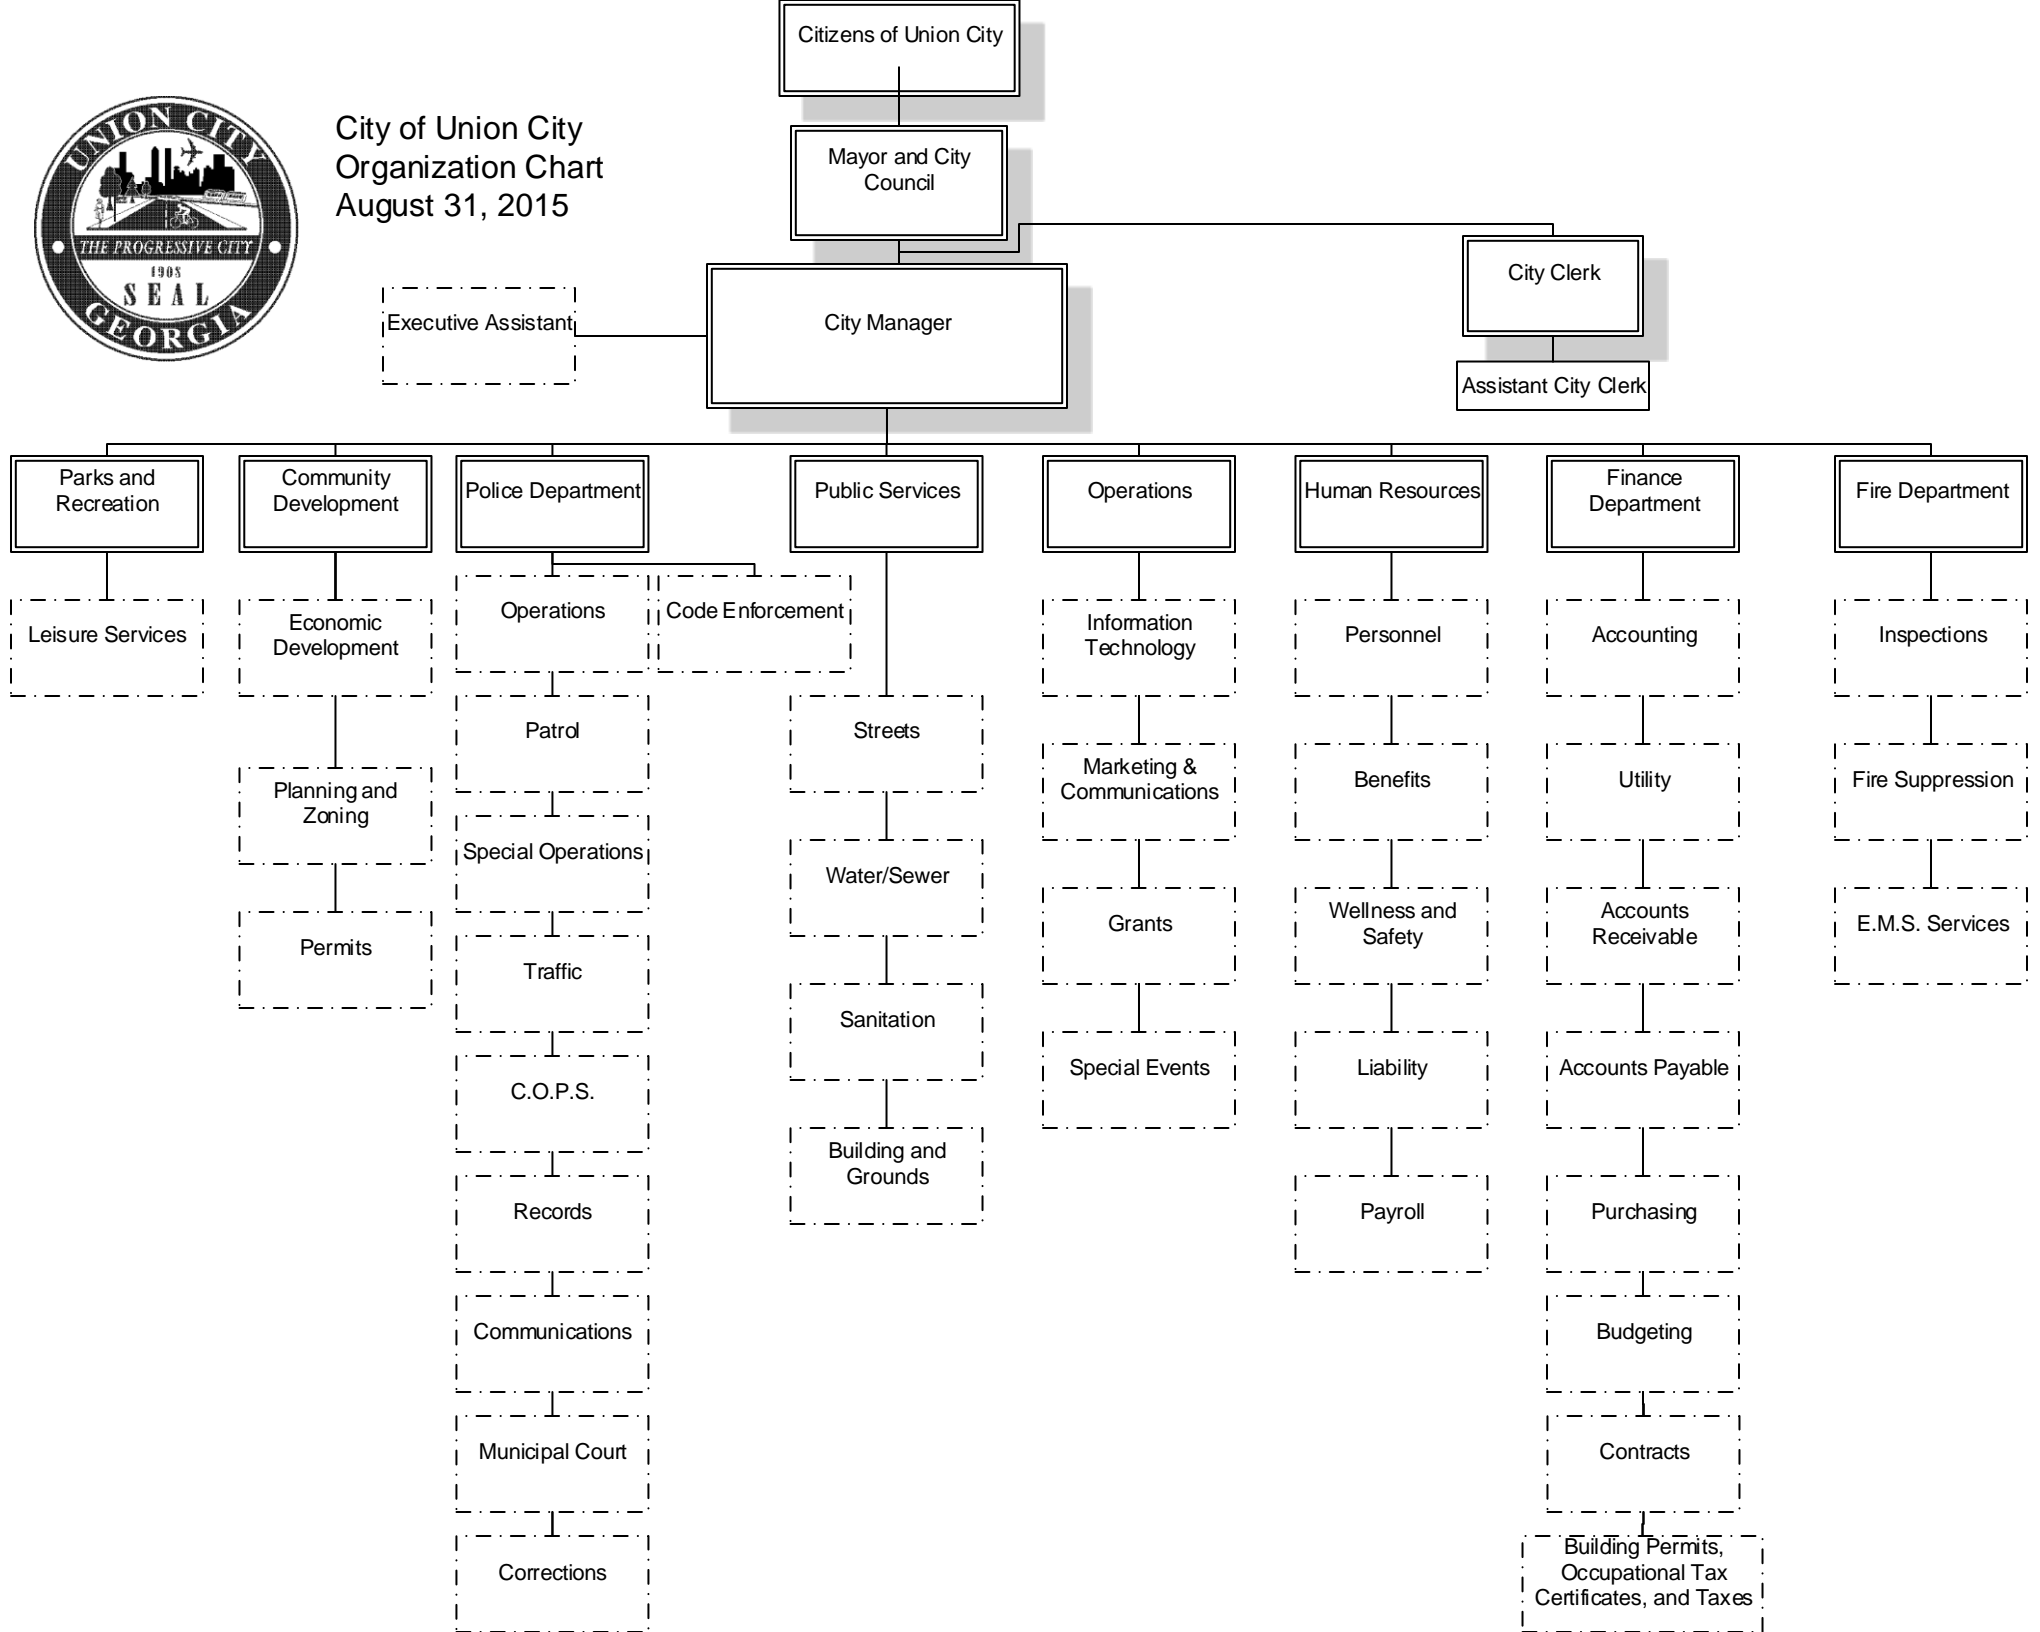 Citizens of Union City
UNION CITY
THE PROGRESSIVE CITY
1908
SEAL
GEORGIA
City of Union City
Organization Chart
August 31, 2015
Mayor and City
Council
City Clerk
Assistant City Clerk
Executive Assistant
City Manager
Parks and
Recreation
Community
Development
Police Department
Public Services
Operations
Human Resources
Finance
Department
Fire Department
Leisure Services
Economic
Development
Planning and
Zoning
Permits
Operations
Code Enforcement
Patrol
Special Operations
Traffic
C.O.P.S.
Records
Communications
Municipal Court
Corrections
Streets
Water/Sewer
Sanitation
Building and
Grounds
Information
Technology
Marketing &
Communications
Grants
Special Events
Personnel
Benefits
Wellness and
Safety
Liability
Payroll
Accounting
Utility
Accounts
Receivable
Accounts Payable
Purchasing
Budgeting
Contracts
Building Permits,
Occupational Tax
Certificates, and Taxes
Inspections
Fire Suppression
E.M.S. Services